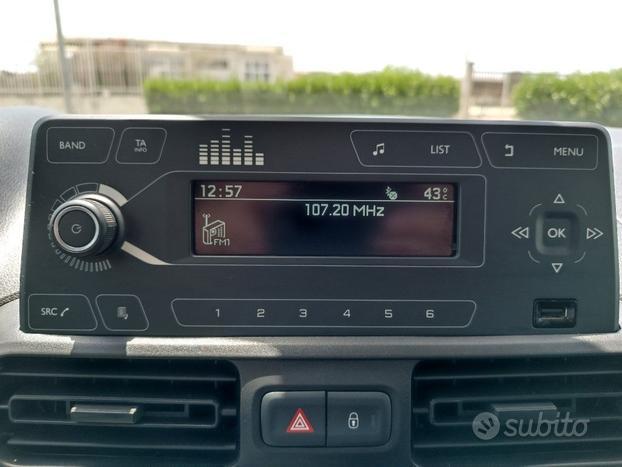 BAND
TA
INFO
LIST
MENU
12:57
43°C
107.20 MHz
FM1
OK
SRC
1 2 3 4 5 6
subito